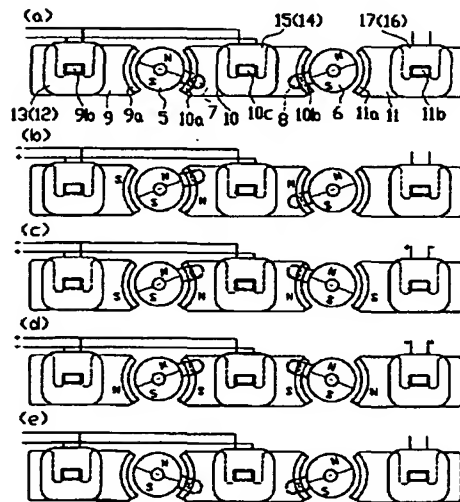 (a)
15(14) 17(16)
N S N S
13(12) 9b 9 9a 5 10a 7 10 10c 8 10b 6 11a 11 11b
(b)
- +
S N S N N S N
(c)
- +
S N S N N N S S
(d)
+ -
N N S S S N S N
(e)
N S N S